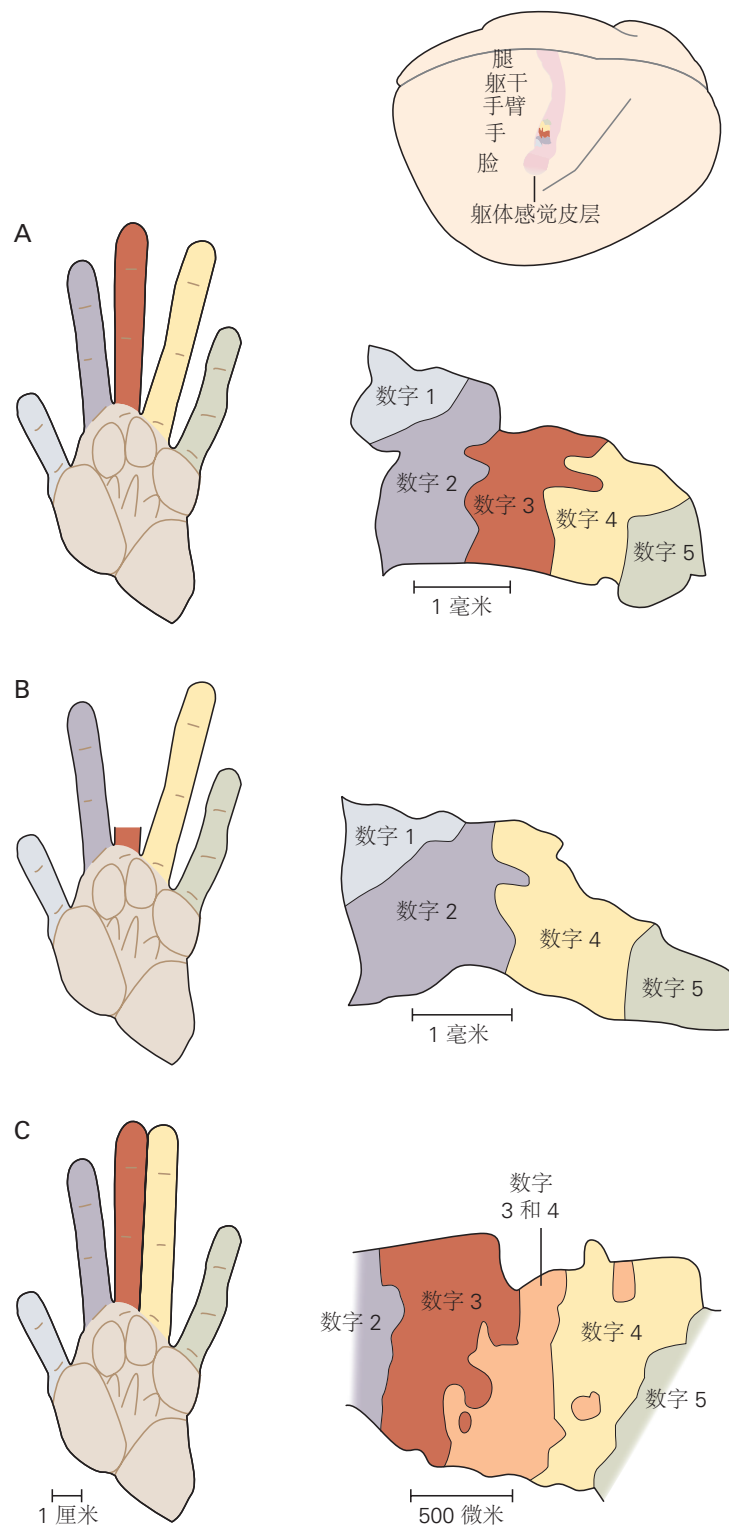 腿
躯干
手臂
手
脸
躯体感觉皮层
A
数字 1
数字 2
数字 3
数字 4
数字 5
1 毫米
B
数字 1
数字 2
数字 4
数字 5
1 毫米
C
数字
3 和 4
数字 3
数字 2
数字 4
数字 5
1 厘米
500 微米